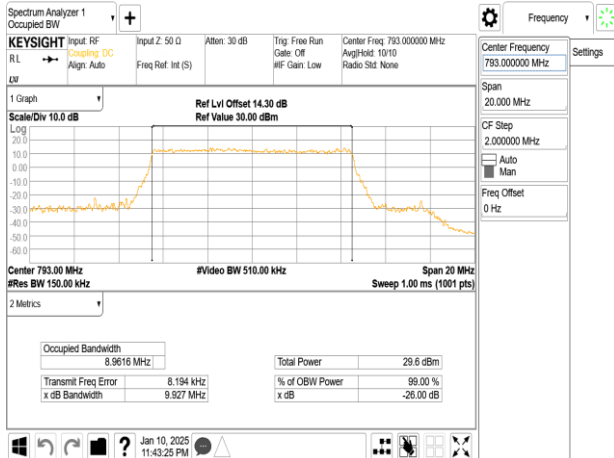 Spectrum Analyzer 1
Occupied BW
KEYSIGHT Input: RF
Coupling: DC
Align: Auto
R L
LXI
Input Z: 50 Ω
Freq Ref: Int (S)
Atten: 30 dB
Trig: Free Run
Gate: Off
#IF Gain: Low
Center Freq: 793.000000 MHz
Avg|Hold: 10/10
Radio Std: None
Frequency
Center Frequency
793.000000 MHz
Settings
Span
20.000 MHz
CF Step
2.000000 MHz
Auto
Man
Freq Offset
0 Hz
1 Graph
Scale/Div 10.0 dB
Ref Lvl Offset 14.30 dB
Ref Value 30.00 dBm
Log
20.0
10.0
0.00
-10.0
-20.0
-30.0
-40.0
-50.0
-60.0
Center 793.00 MHz
#Res BW 150.00 kHz
#Video BW 510.00 kHz
Span 20 MHz
Sweep 1.00 ms (1001 pts)
2 Metrics
Occupied Bandwidth
8.9616 MHz
Transmit Freq Error 8.194 kHz
x dB Bandwidth 9.927 MHz
Total Power 29.6 dBm
% of OBW Power 99.00 %
x dB -26.00 dB
?
Jan 10, 2025
11:43:25 PM